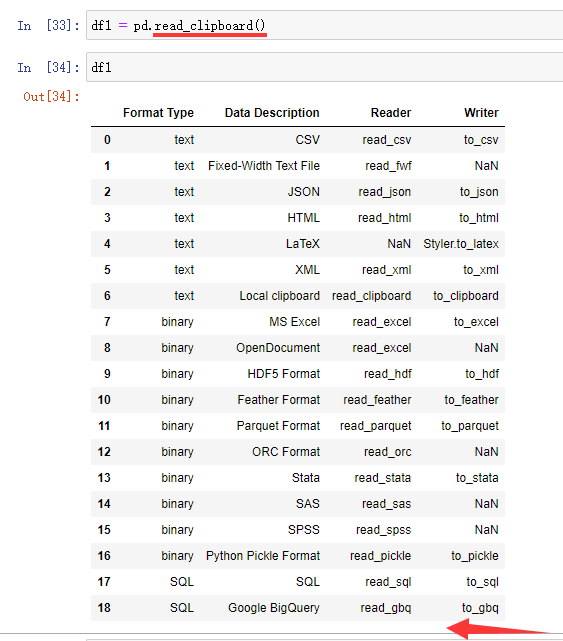 In [33]: df1 = pd.read_clipboard()
In [34]: df1
Out[34]:
Format Type Data Description Reader Writer
0 text CSV read_csv to_csv
1 text Fixed-Width Text File read_fwf NaN
2 text JSON read_json to_json
3 text HTML read_html to_html
4 text LaTeX NaN Styler.to_latex
5 text XML read_xml to_xml
6 text Local clipboard read_clipboard to_clipboard
7 binary MS Excel read_excel to_excel
8 binary OpenDocument read_excel NaN
9 binary HDF5 Format read_hdf to_hdf
10 binary Feather Format read_feather to_feather
11 binary Parquet Format read_parquet to_parquet
12 binary ORC Format read_orc NaN
13 binary Stata read_stata to_stata
14 binary SAS read_sas NaN
15 binary SPSS read_spss NaN
16 binary Python Pickle Format read_pickle to_pickle
17 SQL SQL read_sql to_sql
18 SQL Google BigQuery read_gbq to_gbq